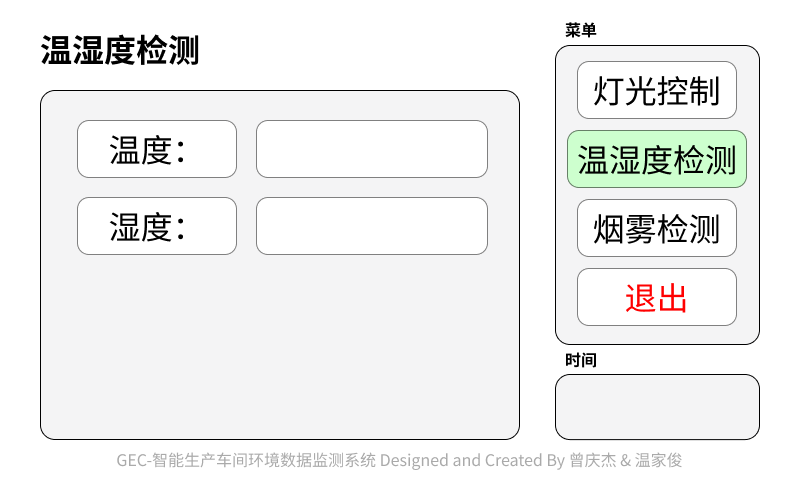 温湿度检测
温度：
湿度：
菜单
灯光控制
温湿度检测
烟雾检测
退出
时间
GEC-智能生产车间环境数据监测系统 Designed and Created By 曾庆杰 & 温家俊